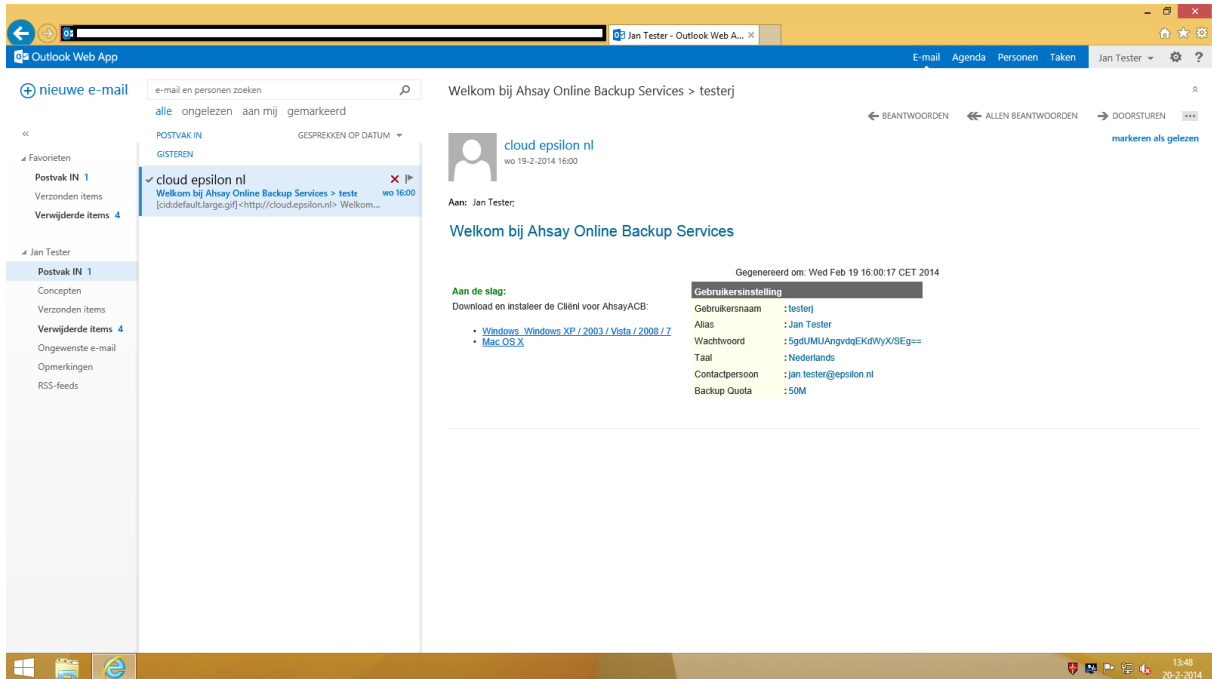 Jan Tester - Outlook Web A...
Outlook Web App
E-mail Agenda Personen Taken Jan Tester ?
nieuwe e-mail
e-mail en personen zoeken
alle ongelezen aan mij gemarkeerd
POSTVAK IN GESPREKKEN OP DATUM
GISTEREN
«
Favorieten
Postvak IN 1
Verzonden items
Verwijderde items 4
Jan Tester
Postvak IN 1
Concepten
Verzonden items
Verwijderde items 4
Ongewenste e-mail
Opmerkingen
RSS-feeds
cloud epsilon nl
Welkom bij Ahsay Online Backup Services > teste wo 16:00
[cid:default.large.gif]<http://cloud.epsilon.nl> Welkom...
Welkom bij Ahsay Online Backup Services > testerj
BEANTWOORDEN ALLEN BEANTWOORDEN DOORSTUREN ...
markeren als gelezen
cloud epsilon nl
wo 19-2-2014 16:00
Aan: Jan Tester;
Welkom bij Ahsay Online Backup Services
Gegenereerd om: Wed Feb 19 16:00:17 CET 2014
Aan de slag:
Download en instaleer de Cliënl voor AhsayACB:
• Windows Windows XP / 2003 / Vista / 2008 / 7
• Mac OS X
Gebruikersinstelling
Gebruikersnaam : testerj
Alias : Jan Tester
Wachtwoord : 5gdUMUAngvdqEKdWyX/SEg==
Taal : Nederlands
Contactpersoon : jan.tester@epsilon.nl
Backup Quota : 50M
13:48
20-2-2014